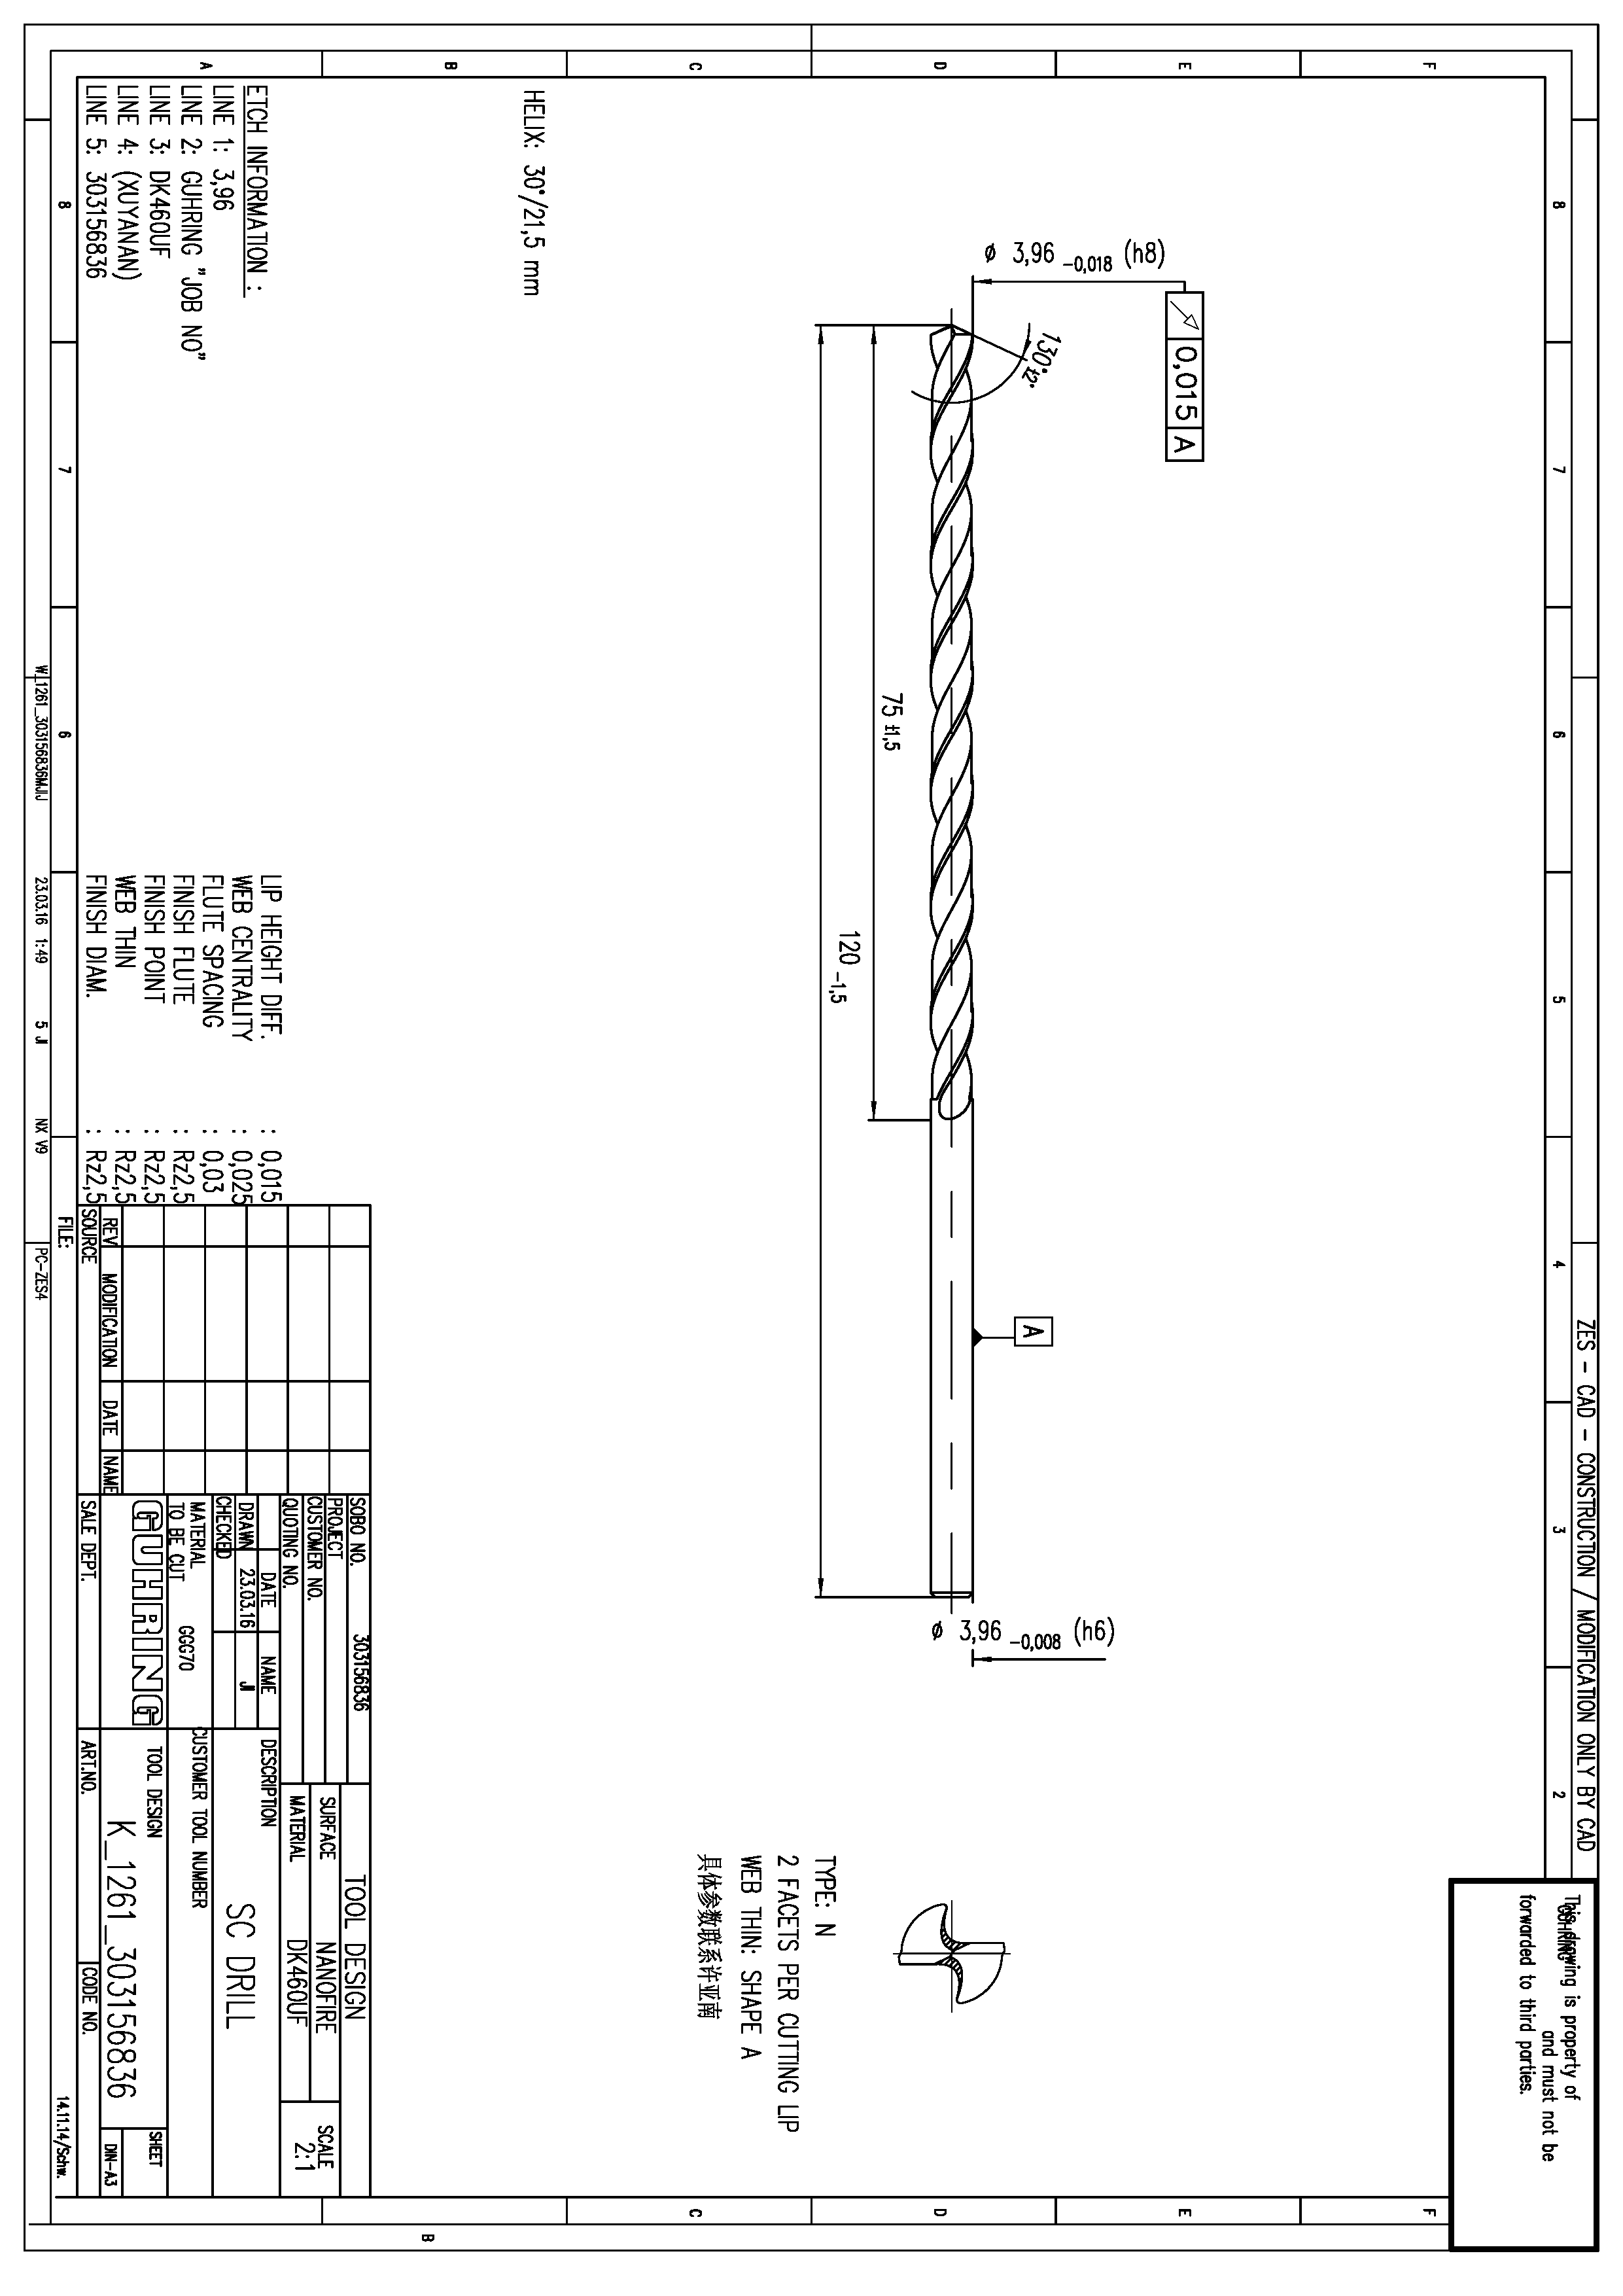 ZES - CAD - CONSTRUCTION / MODIFICATION ONLY BY CAD
This drawing is property of
GUHRING
and must not be
forwarded to third parties.
8 7 6 5 4 3 2
F
E
D
C
B
A
F
E
D
C
B
0,015 A
ø 3,96 -0,018 (h8)
130° ±2°
A
ø 3,96 -0,008 (h6)
75 ±1,5
120 -1,5
TYPE: N
2 FACETS PER CUTTING LIP
WEB THIN: SHAPE A
具体参数联系许亚南
HELIX: 30°/21,5 mm
ETCH INFORMATION :
LINE 1: 3,96
LINE 2: GUHRING "JOB NO"
LINE 3: DK460UF
LINE 4: (XUYANAN)
LINE 5: 303156836
LIP HEIGHT DIFF. : 0,015
WEB CENTRALITY : 0,025
FLUTE SPACING : 0,03
FINISH FLUTE : Rz2,5
FINISH POINT : Rz2,5
WEB THIN : Rz2,5
FINISH DIAM. : Rz2,5
REV MODIFICATION DATE NAME
SOURCE
SOBO NO. 303156836
PROJECT
CUSTOMER NO.
QUOTING NO.
DATE NAME
DRAWN 23.03.16 JI
CHECKED
MATERIAL
TO BE CUT GGG70
GUHRING
SALE DEPT.
TOOL DESIGN
SURFACE NANOFIRE
MATERIAL DK460UF
SCALE
2:1
DESCRIPTION
SC DRILL
CUSTOMER TOOL NUMBER
TOOL DESIGN
K_1261_303156836
SHEET
DIN-A3
ART.NO.
CODE NO.
8 7 6 5
FILE:
14.11.14/Schw.
W_1261_303156836MJIJ 23.03.16 1:49 5 JI NX V9 PC-ZES4